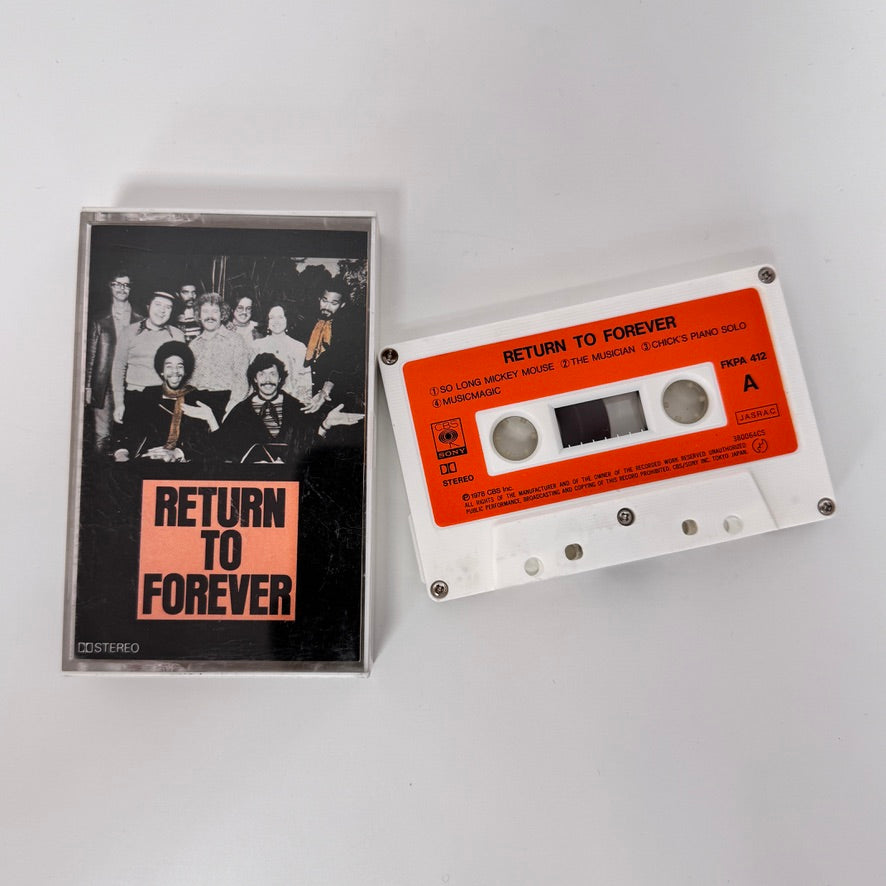 RETURN
TO
FOREVER
STEREO
RETURN TO FOREVER
①SO LONG MICKEY MOUSE ②THE MUSICIAN ③CHICK'S PIANO SOLO
④MUSICMAGIC
FKPA 412
A
JASRAC
CBS
SONY
STEREO
380064CS
Ⓟ1978 CBS Inc.
ALL RIGHTS OF THE MANUFACTURER AND OF THE OWNER OF THE RECORDED WORK RESERVED UNAUTHORIZED
PUBLIC PERFORMANCE, BROADCASTING AND COPYING OF THIS RECORD PROHIBITED. CBS/SONY INC. TOKYO JAPAN.